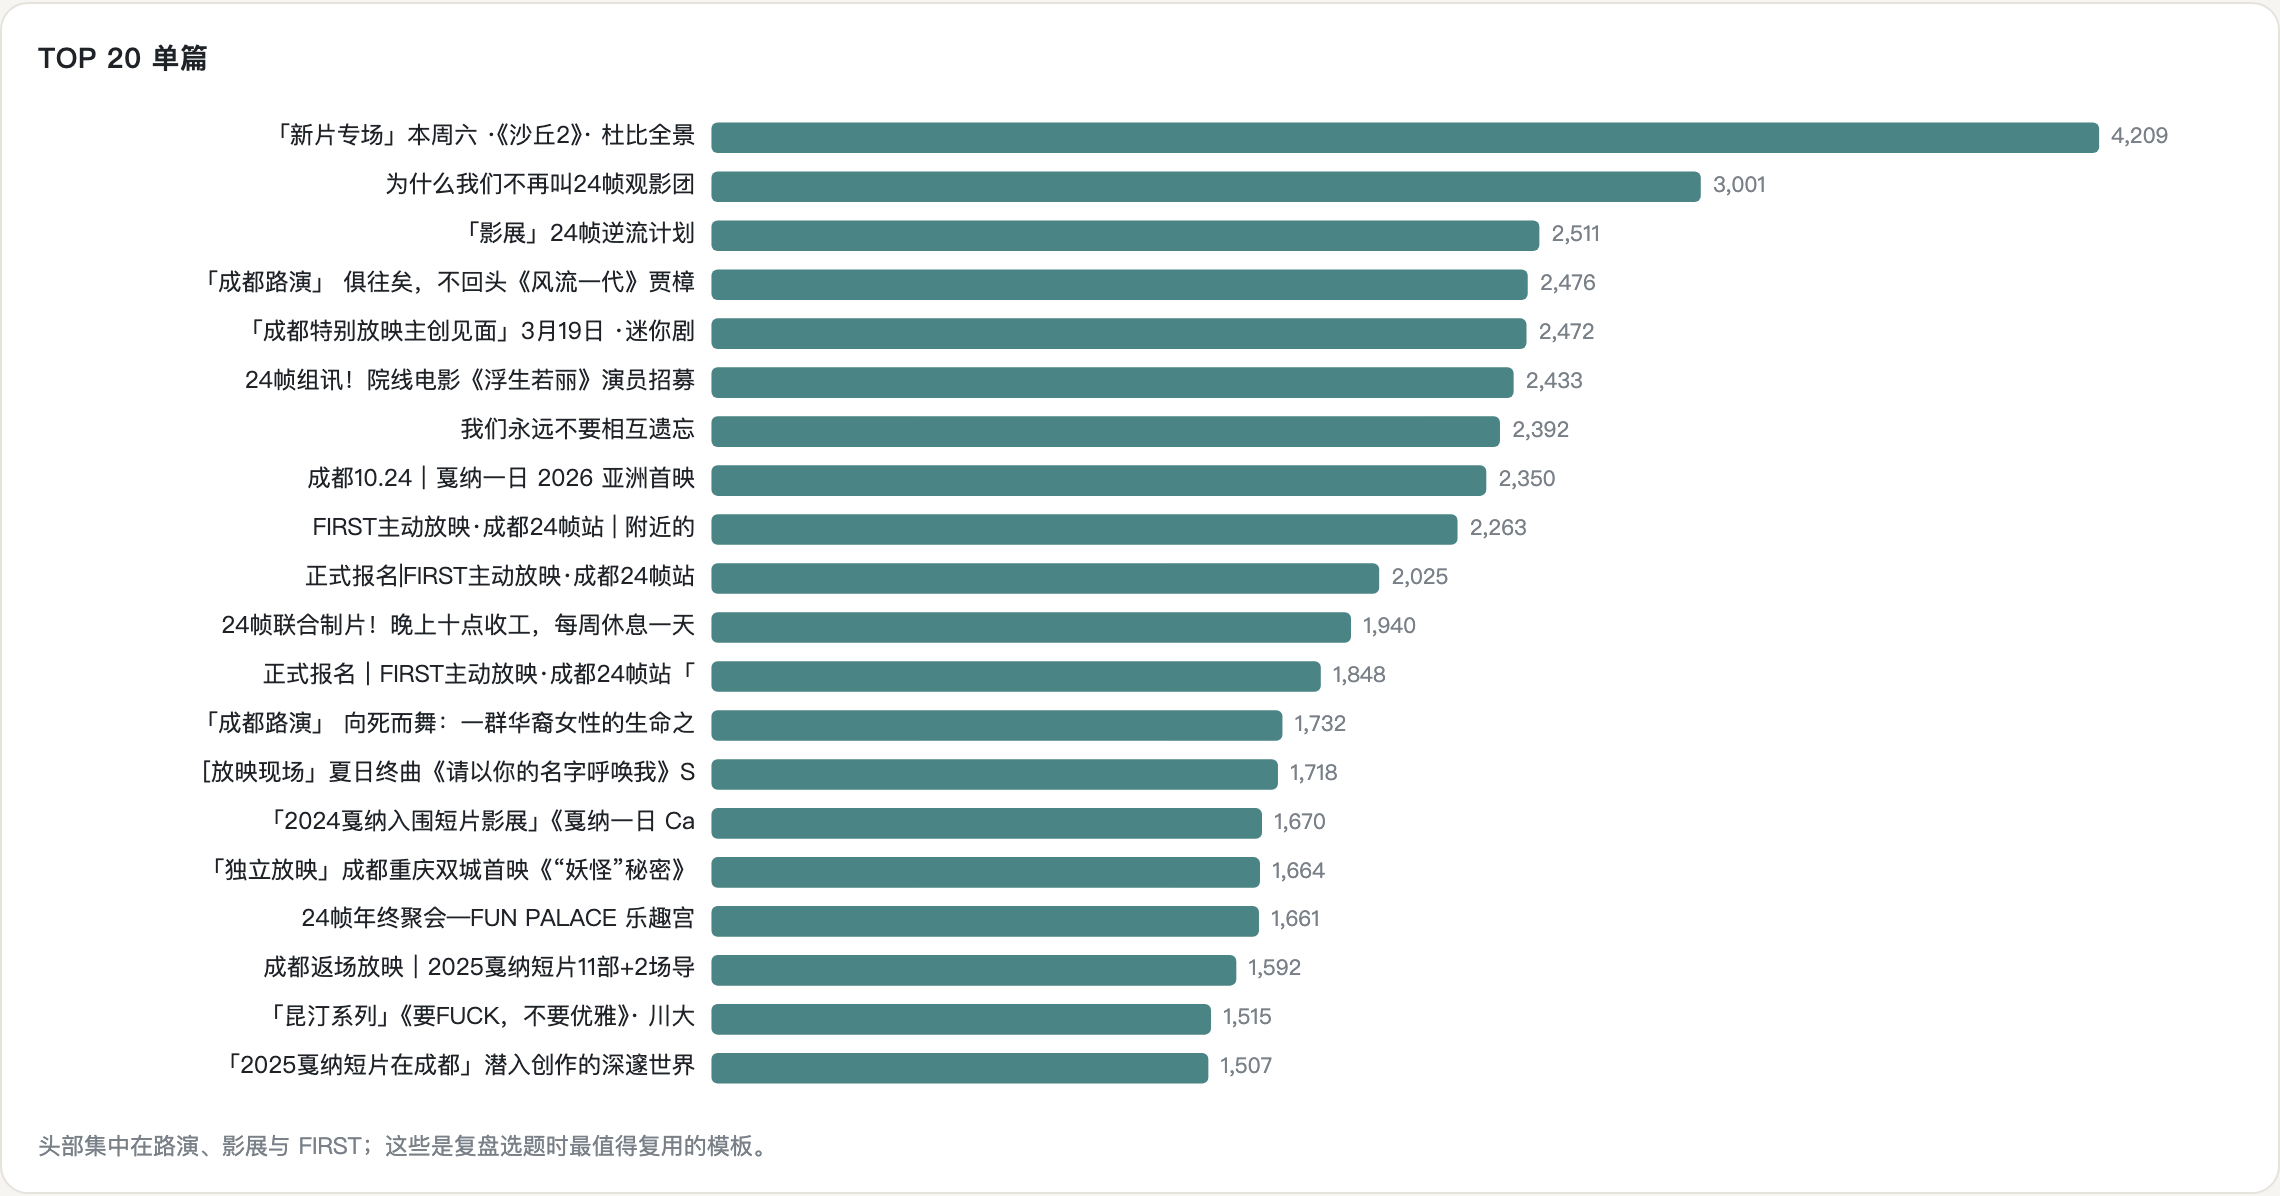 TOP 20 单篇
「新片专场」本周六 ·《沙丘2》· 杜比全景 4,209
为什么我们不再叫24帧观影团 3,001
「影展」24帧逆流计划 2,511
「成都路演」 俱往矣，不回头《风流一代》贾樟 2,476
「成都特别放映主创见面」3月19日 ·迷你剧 2,472
24帧组讯！院线电影《浮生若丽》演员招募 2,433
我们永远不要相互遗忘 2,392
成都10.24｜戛纳一日 2026 亚洲首映 2,350
FIRST主动放映·成都24帧站 | 附近的 2,263
正式报名|FIRST主动放映·成都24帧站 2,025
24帧联合制片！晚上十点收工，每周休息一天 1,940
正式报名｜FIRST主动放映·成都24帧站「 1,848
「成都路演」 向死而舞：一群华裔女性的生命之 1,732
[放映现场」夏日终曲《请以你的名字呼唤我》S 1,718
「2024戛纳入围短片影展」《戛纳一日 Ca 1,670
「独立放映」成都重庆双城首映《“妖怪”秘密》 1,664
24帧年终聚会—FUN PALACE 乐趣宫 1,661
成都返场放映｜2025戛纳短片11部+2场导 1,592
「昆汀系列」《要FUCK，不要优雅》· 川大 1,515
「2025戛纳短片在成都」潜入创作的深邃世界 1,507
头部集中在路演、影展与 FIRST；这些是复盘选题时最值得复用的模板。